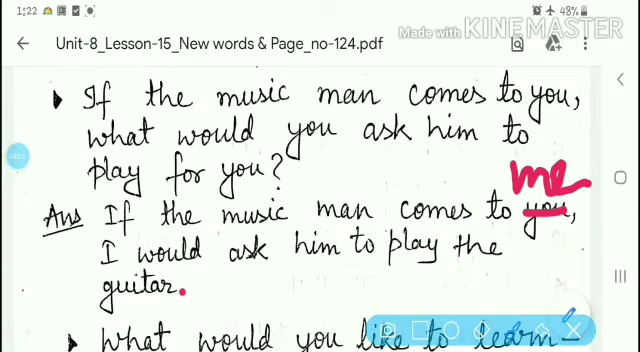 1:22
48%
Made with KINEMASTER
Unit-8_Lesson-15_New words & Page_no-124.pdf
If the music man comes to you,
what would you ask him to
play for you?
me
Ans If the music man comes to you,
I would ask him to play the
guitar.
What would you like to learn-